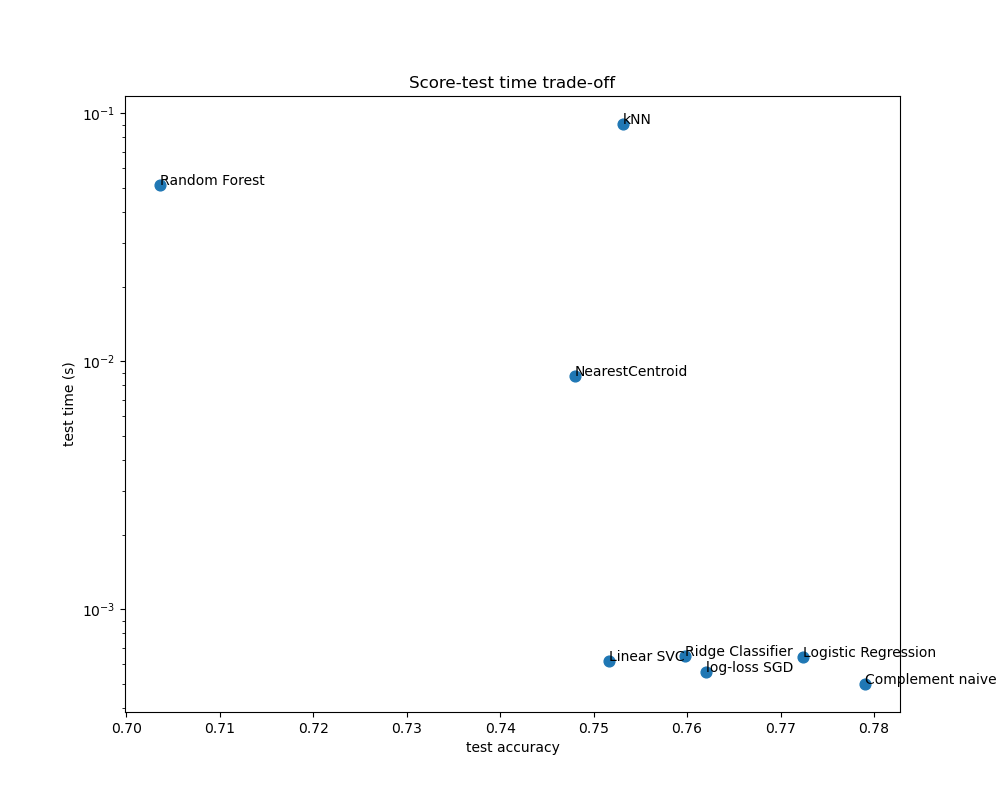 Score-test time trade-off
10⁻¹
kNN
Random Forest
10⁻²
NearestCentroid
test time (s)
10⁻³
Linear SVC
Ridge Classifier
Logistic Regression
log-loss SGD
Complement naive
0.70 0.71 0.72 0.73 0.74 0.75 0.76 0.77 0.78
test accuracy